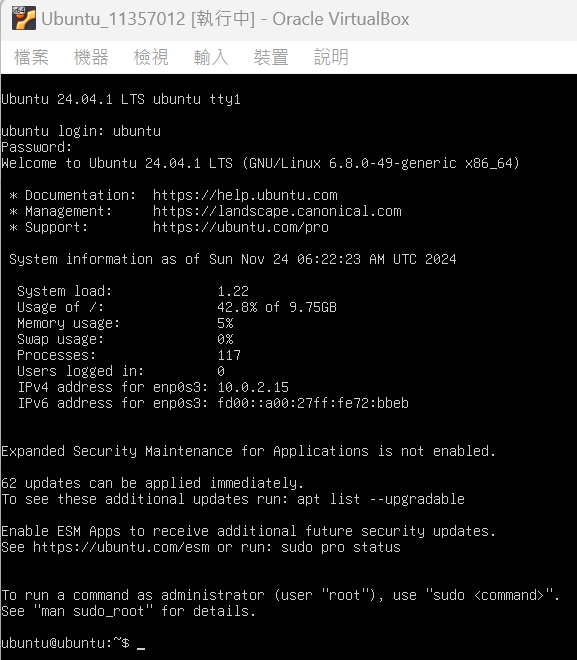 Ubuntu_11357012 [執行中] - Oracle VirtualBox
檔案 機器 檢視 輸入 裝置 說明
Ubuntu 24.04.1 LTS ubuntu tty1
ubuntu login: ubuntu
Password:
Welcome to Ubuntu 24.04.1 LTS (GNU/Linux 6.8.0-49-generic x86_64)
* Documentation:  https://help.ubuntu.com
* Management:     https://landscape.canonical.com
* Support:        https://ubuntu.com/pro
System information as of Sun Nov 24 06:22:23 AM UTC 2024
System load:             1.22
Usage of /:              42.8% of 9.75GB
Memory usage:            5%
Swap usage:              0%
Processes:               117
Users logged in:         0
IPv4 address for enp0s3: 10.0.2.15
IPv6 address for enp0s3: fd00::a00:27ff:fe72:bbeb
Expanded Security Maintenance for Applications is not enabled.
62 updates can be applied immediately.
To see these additional updates run: apt list --upgradable
Enable ESM Apps to receive additional future security updates.
See https://ubuntu.com/esm or run: sudo pro status
To run a command as administrator (user "root"), use "sudo <command>".
See "man sudo_root" for details.
ubuntu@ubuntu:~$ _